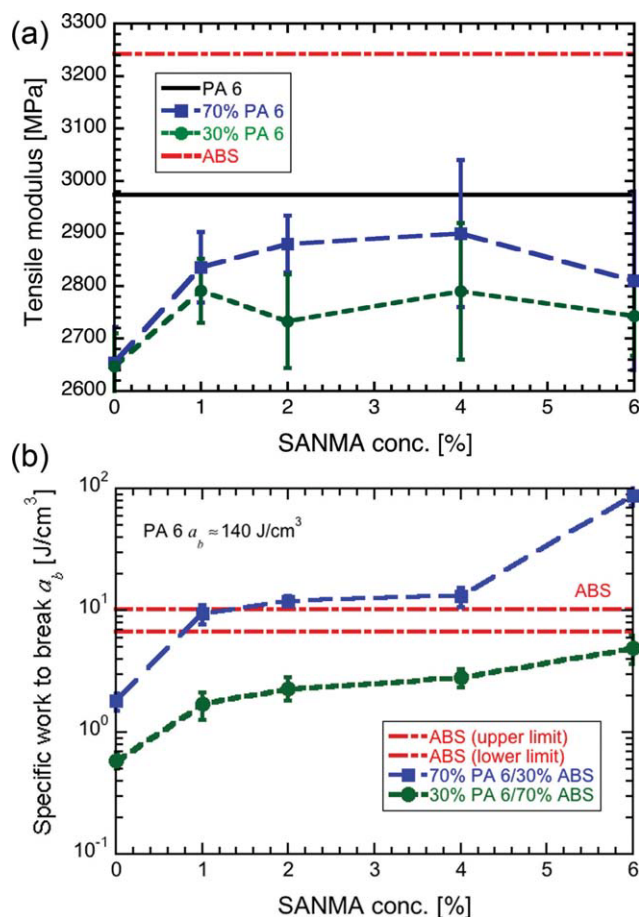 (a)
3300
3200
3100
3000
2900
2800
2700
2600
Tensile modulus [MPa]
PA 6
70% PA 6
30% PA 6
ABS
0 1 2 3 4 5 6
SANMA conc. [%]
(b)
10²
10¹
10⁰
10⁻¹
Specific work to break a_b [J/cm³]
PA 6 a_b ≈ 140 J/cm³
ABS
ABS (upper limit)
ABS (lower limit)
70% PA 6/30% ABS
30% PA 6/70% ABS
0 1 2 3 4 5 6
SANMA conc. [%]